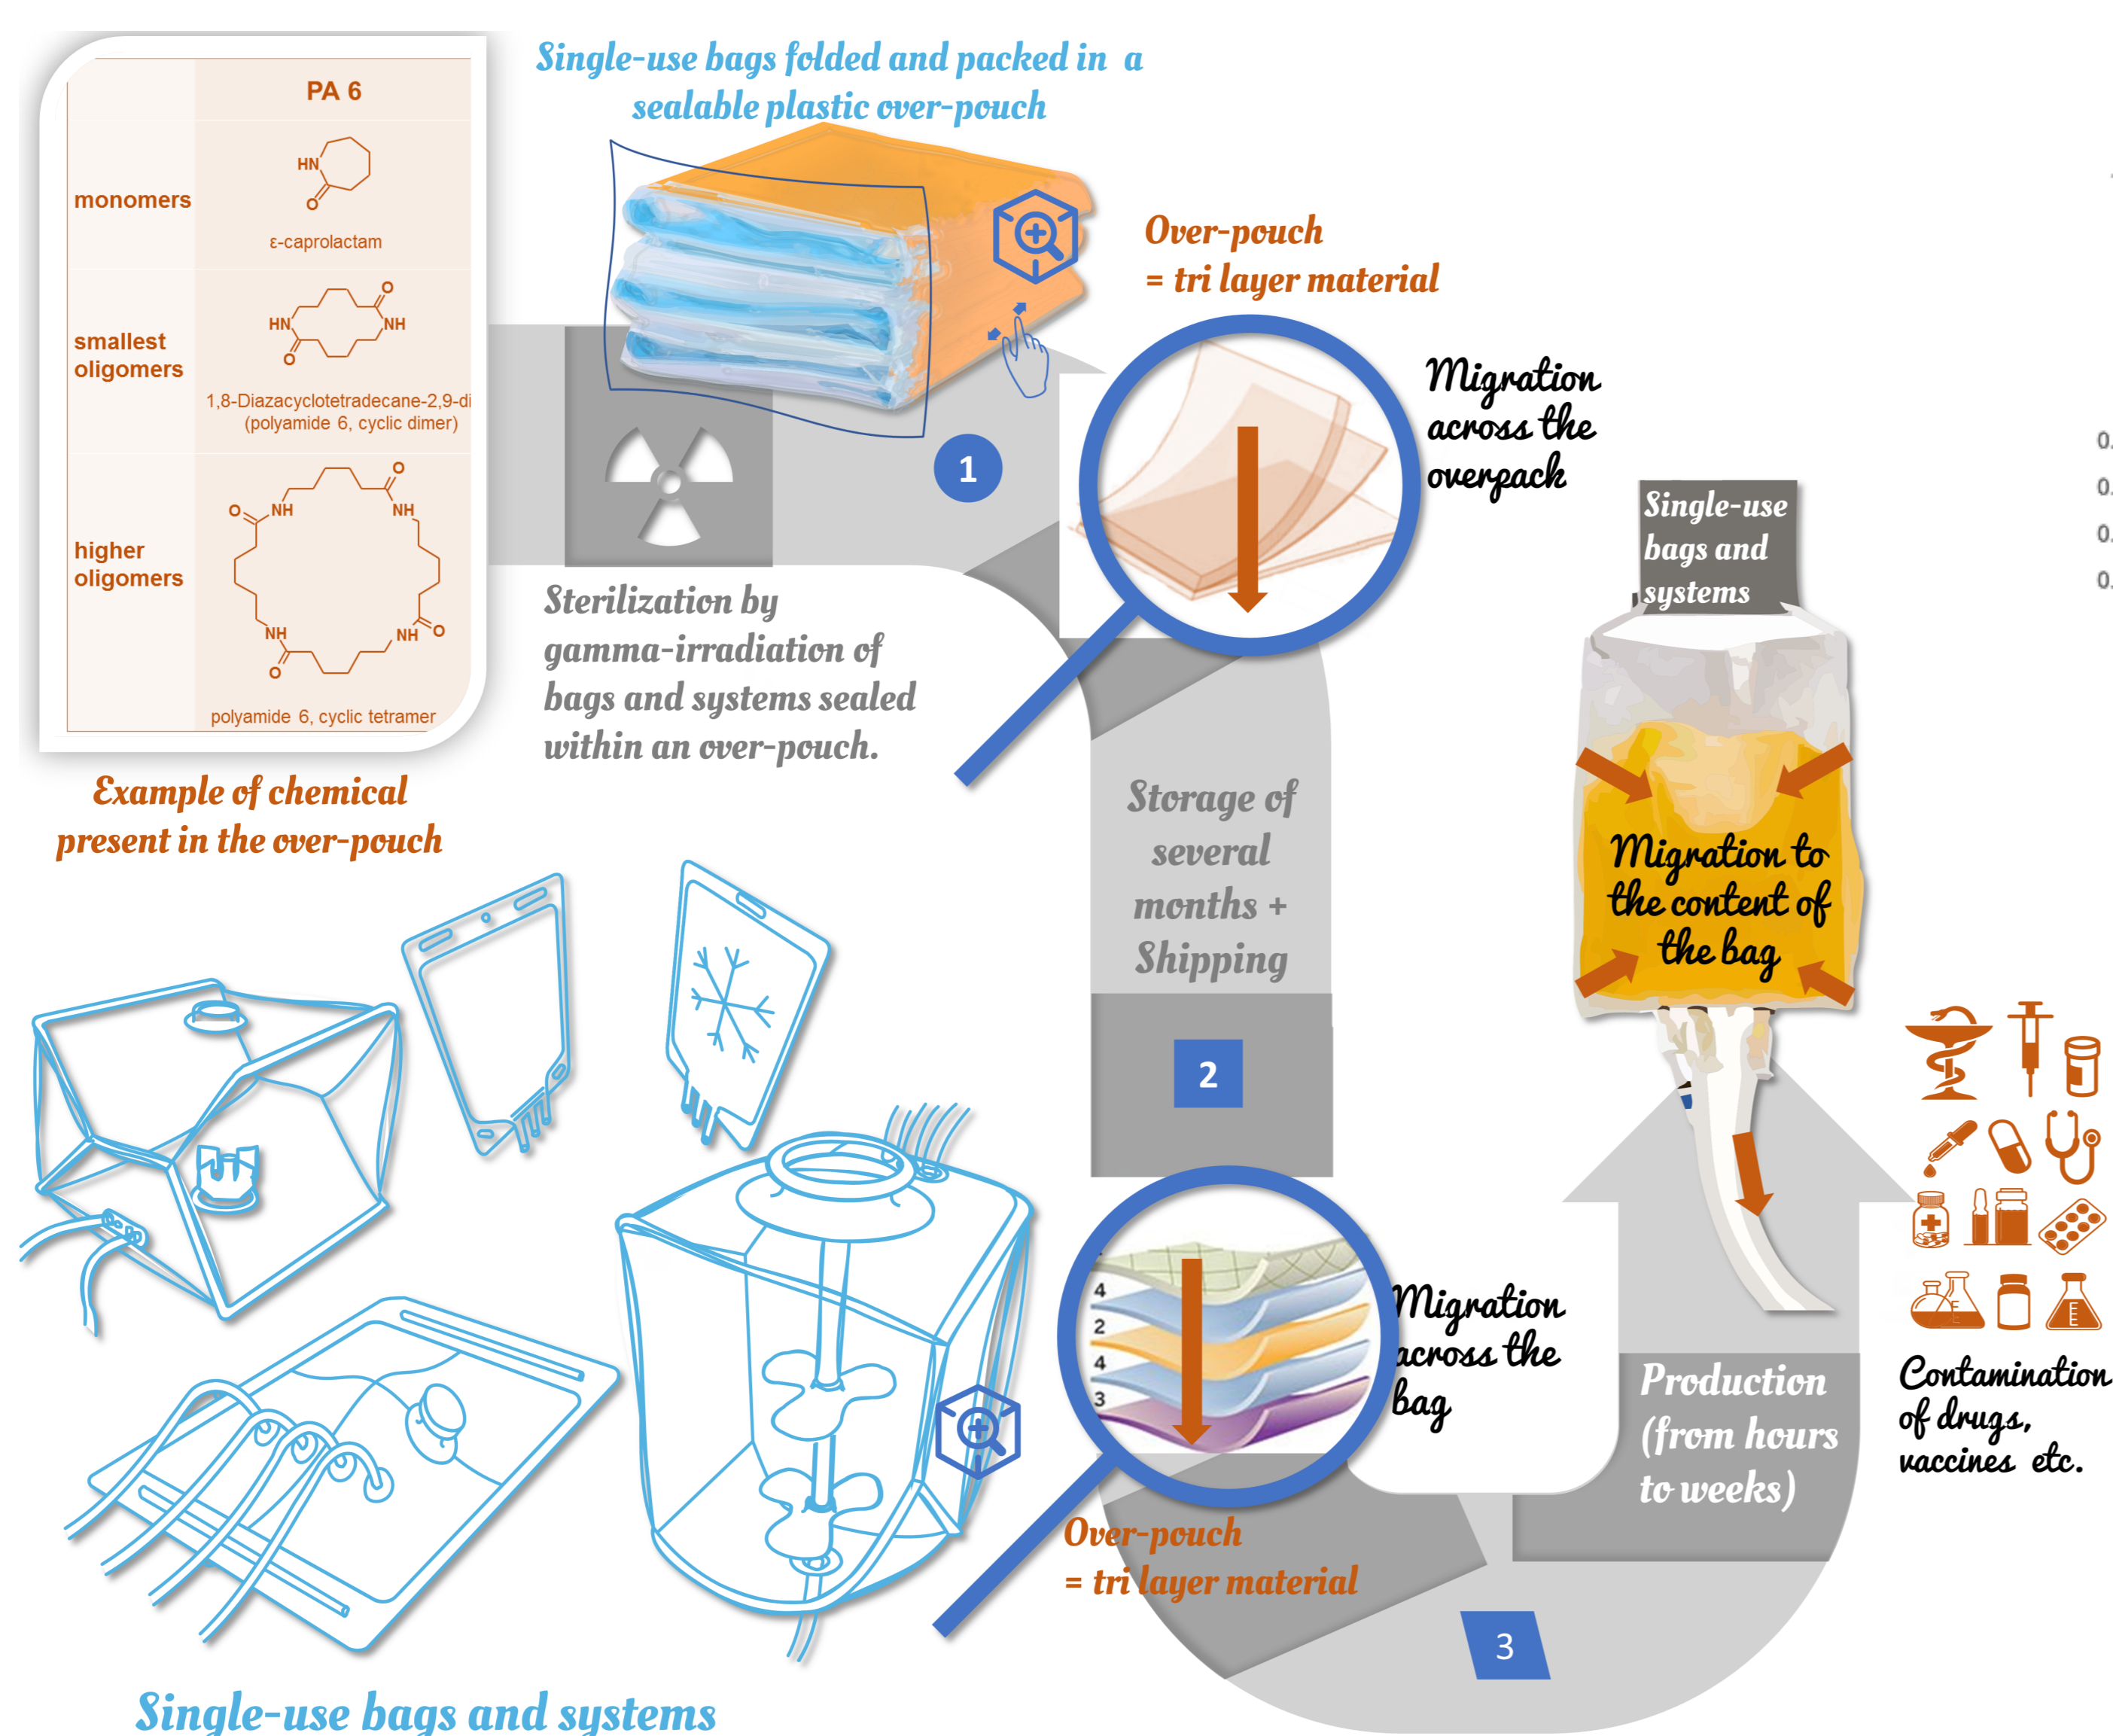 PA 6
monomers
HN
O
ε-caprolactam
smallest
oligomers
O
HN
NH
O
1,8-Diazacyclotetradecane-2,9-di
(polyamide 6, cyclic dimer)
higher
oligomers
O
O
NH
NH
NH
NH
O
O
polyamide 6, cyclic tetramer
Example of chemical
present in the over-pouch
Single-use bags folded and packed in a
sealable plastic over-pouch
Over-pouch
= tri layer material
Migration
across the
overpack
1
Sterilization by
gamma-irradiation of
bags and systems sealed
within an over-pouch.
Storage of
several
months +
Shipping
2
4
2
4
3
Migration
across the
bag
Over-pouch
= tri layer material
3
Production
(from hours
to weeks)
Single-use
bags and
systems
Migration to
the content of
the bag
E
E
Contamination
of drugs,
vaccines etc.
0.
0.
0.
0.
Single-use bags and systems